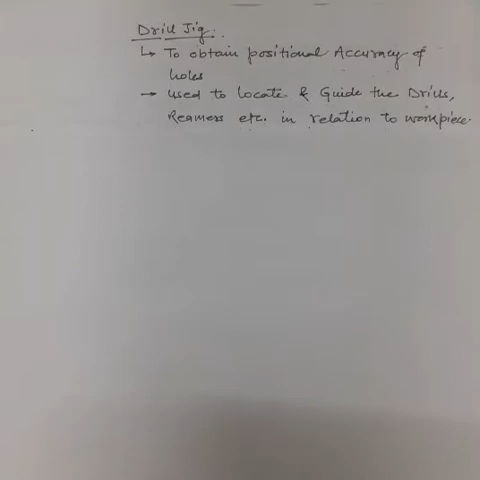 Drill Jig:
↳ To obtain positional Accuracy of
holes
→ used to locate & Guide the Drills,
Reamers etc. in relation to workpiece.